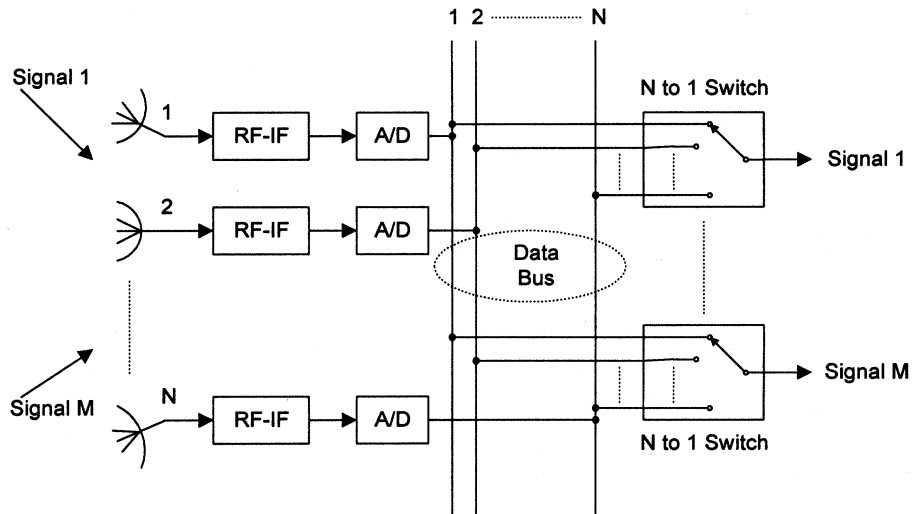 1 2 N
Signal 1
N to 1 Switch
1
RF-IF
A/D
Signal 1
2
RF-IF
A/D
Data
Bus
Signal M
N
RF-IF
A/D
Signal M
N to 1 Switch